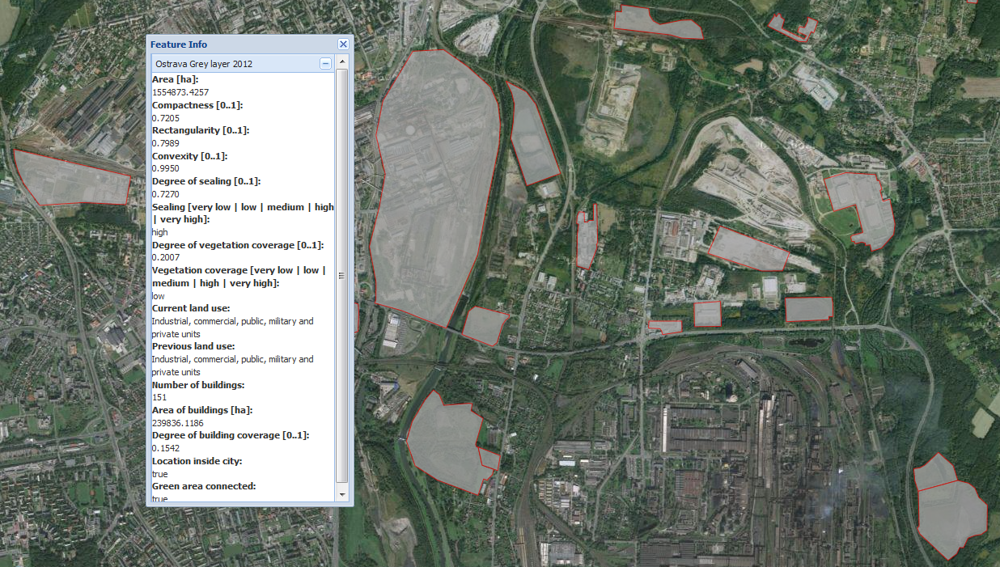 Feature Info
Ostrava Grey layer 2012
Area [ha]:
1554873.4257
Compactness [0..1]:
0.7205
Rectangularity [0..1]:
0.7989
Convexity [0..1]:
0.9950
Degree of sealing [0..1]:
0.7270
Sealing [very low | low | medium | high
| very high]:
high
Degree of vegetation coverage [0..1]:
0.2007
Vegetation coverage [very low | low |
medium | high | very high]:
low
Current land use:
Industrial, commercial, public, military and
private units
Previous land use:
Industrial, commercial, public, military and
private units
Number of buildings:
151
Area of buildings [ha]:
239836.1186
Degree of building coverage [0..1]:
0.1542
Location inside city:
true
Green area connected:
true